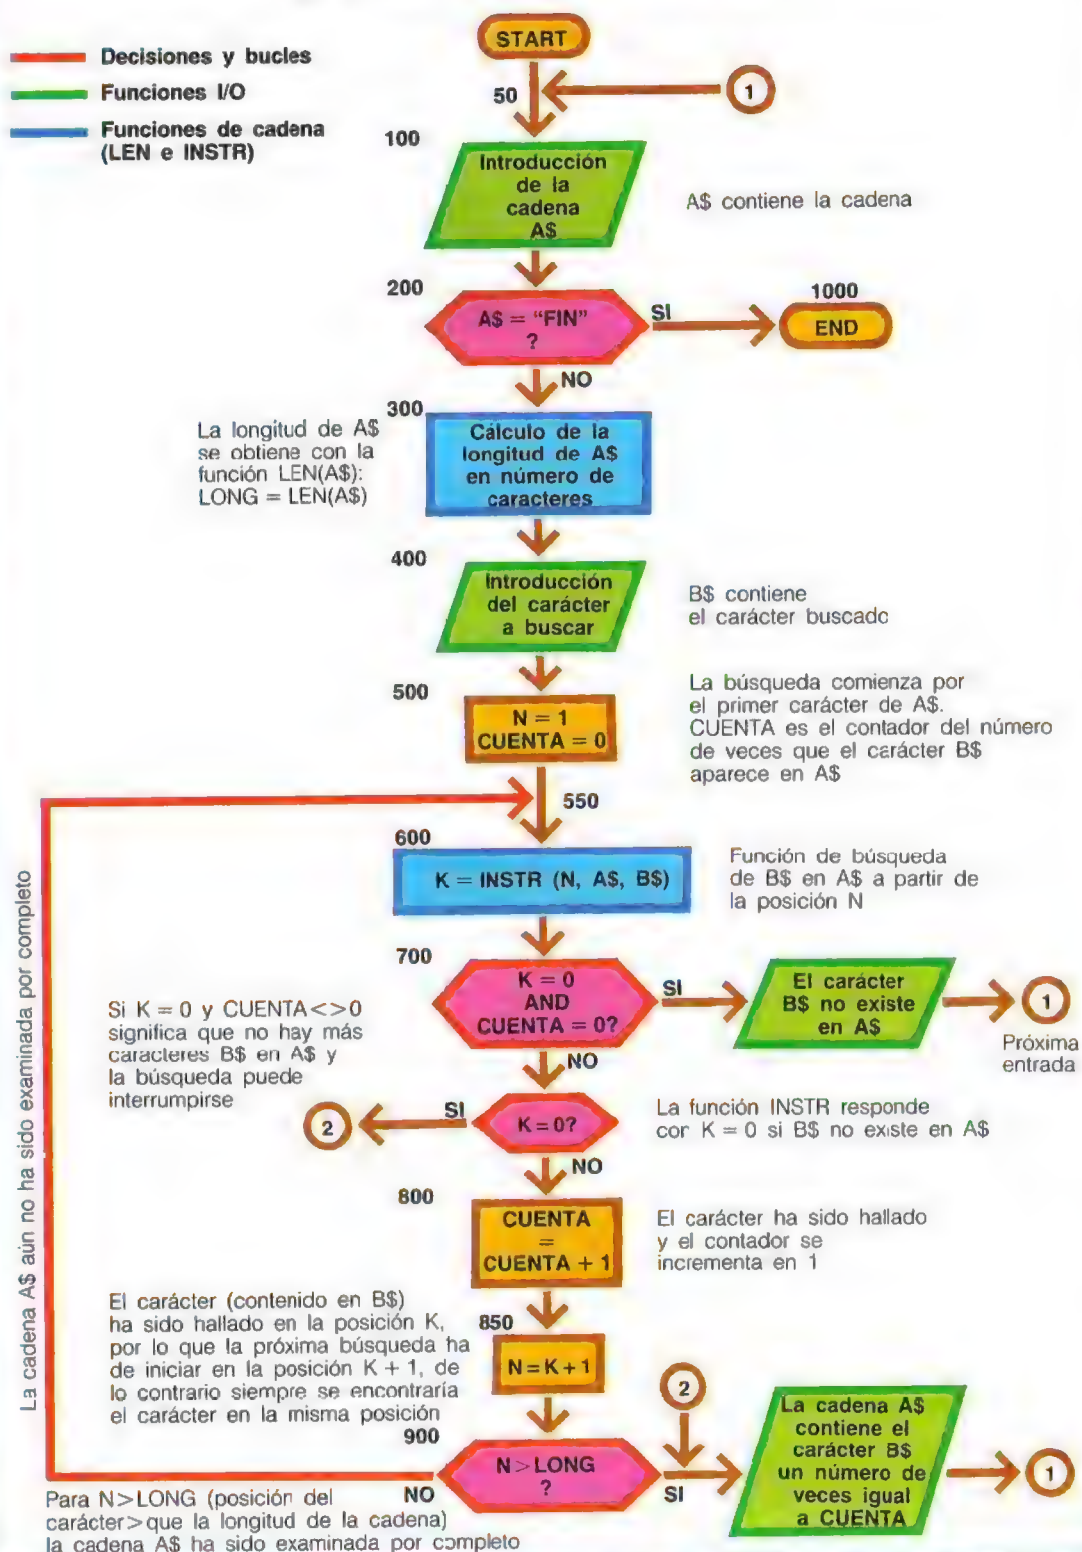 Decisiones y bucles
Funciones I/O
Funciones de cadena
(LEN e INSTR)
START
50
1
100
Introducción
de la
cadena
A$
A$ contiene la cadena
200
A$ = "FIN"
?
SI
1000
END
NO
300
La longitud de A$
se obtiene con la
función LEN(A$):
LONG = LEN(A$)
Cálculo de la
longitud de A$
en número de
caracteres
400
Introducción
del carácter
a buscar
B$ contiene
el carácter buscado
500
N = 1
CUENTA = 0
La búsqueda comienza por
el primer carácter de A$.
CUENTA es el contador del número
de veces que el carácter B$
aparece en A$
550
600
K = INSTR (N, A$, B$)
Función de búsqueda
de B$ en A$ a partir de
la posición N
700
K = 0
AND
CUENTA = 0?
SI
El carácter
B$ no existe
en A$
1
Próxima
entrada
Si K = 0 y CUENTA<>0
significa que no hay más
caracteres B$ en A$ y
la búsqueda puede
interrumpirse
NO
2
SI
K = 0?
La función INSTR responde
con K = 0 si B$ no existe en A$
NO
800
CUENTA
=
CUENTA + 1
El carácter ha sido hallado
y el contador se
incrementa en 1
El carácter (contenido en B$)
ha sido hallado en la posición K,
por lo que la próxima búsqueda ha
de iniciar en la posición K + 1, de
lo contrario siempre se encontraría
el carácter en la misma posición
850
N = K + 1
2
900
N > LONG
?
NO
SI
La cadena A$
contiene el
carácter B$
un número de
veces igual
a CUENTA
1
La cadena A$ aún no ha sido examinada por completo
Para N>LONG (posición del
carácter>que la longitud de la cadena)
la cadena A$ ha sido examinada por completo